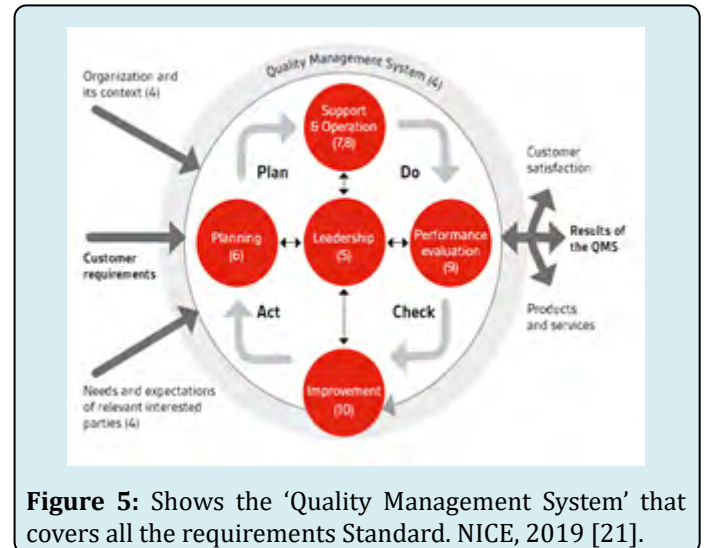 Quality Management System (4)
Organization and
its context (4)
Support
& Operation
(7,8)
Plan
Do
Customer
satisfaction
Customer
requirements
Planning
(6)
Leadership
(5)
Performance
evaluation
(9)
Results of
the QMS
Act
Check
Products
and services
Needs and expectations
of relevant interested
parties (4)
Improvement
(10)
Figure 5: Shows the ‘Quality Management System’ that
covers all the requirements Standard. NICE, 2019 [21].